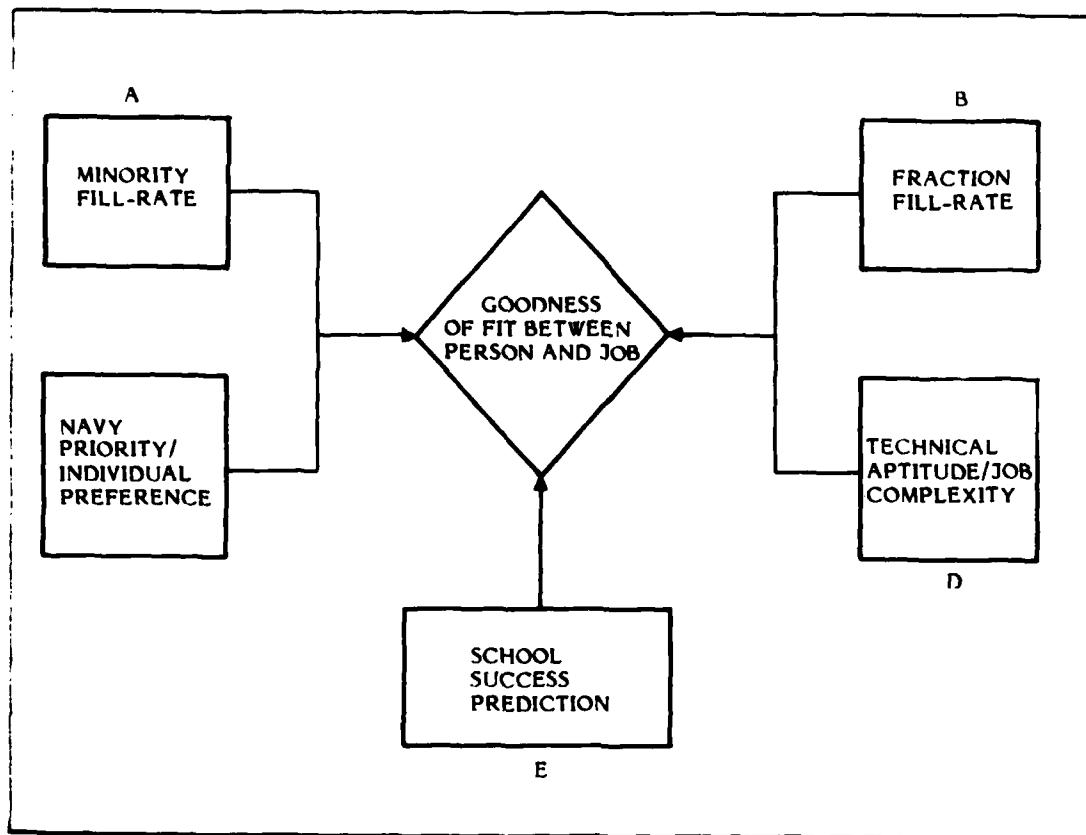 A
MINORITY
FILL-RATE
B
FRACTION
FILL-RATE
GOODNESS
OF FIT BETWEEN
PERSON AND JOB
NAVY
PRIORITY/
INDIVIDUAL
PREFERENCE
TECHNICAL
APTITUDE/JOB
COMPLEXITY
D
SCHOOL
SUCCESS
PREDICTION
E